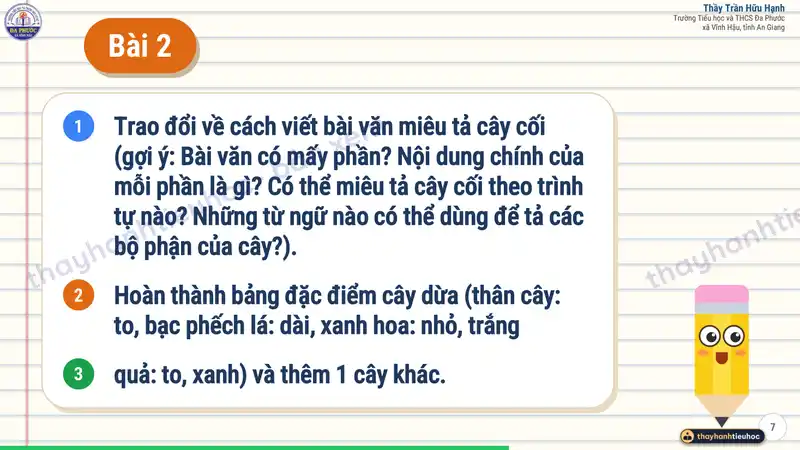 Thầy Trần Hữu Hạnh
Trường Tiểu học và THCS Đa Phước
xã Vĩnh Hậu, tỉnh An Giang
ĐA PHƯỚC
Bài 2
1 Trao đổi về cách viết bài văn miêu tả cây cối
(gợi ý: Bài văn có mấy phần? Nội dung chính của
mỗi phần là gì? Có thể miêu tả cây cối theo trình
tự nào? Những từ ngữ nào có thể dùng để tả các
bộ phận của cây?).
2 Hoàn thành bảng đặc điểm cây dừa (thân cây:
to, bạc phếch lá: dài, xanh hoa: nhỏ, trắng
3 quả: to, xanh) và thêm 1 cây khác.
7
thayhanhtieuhoc